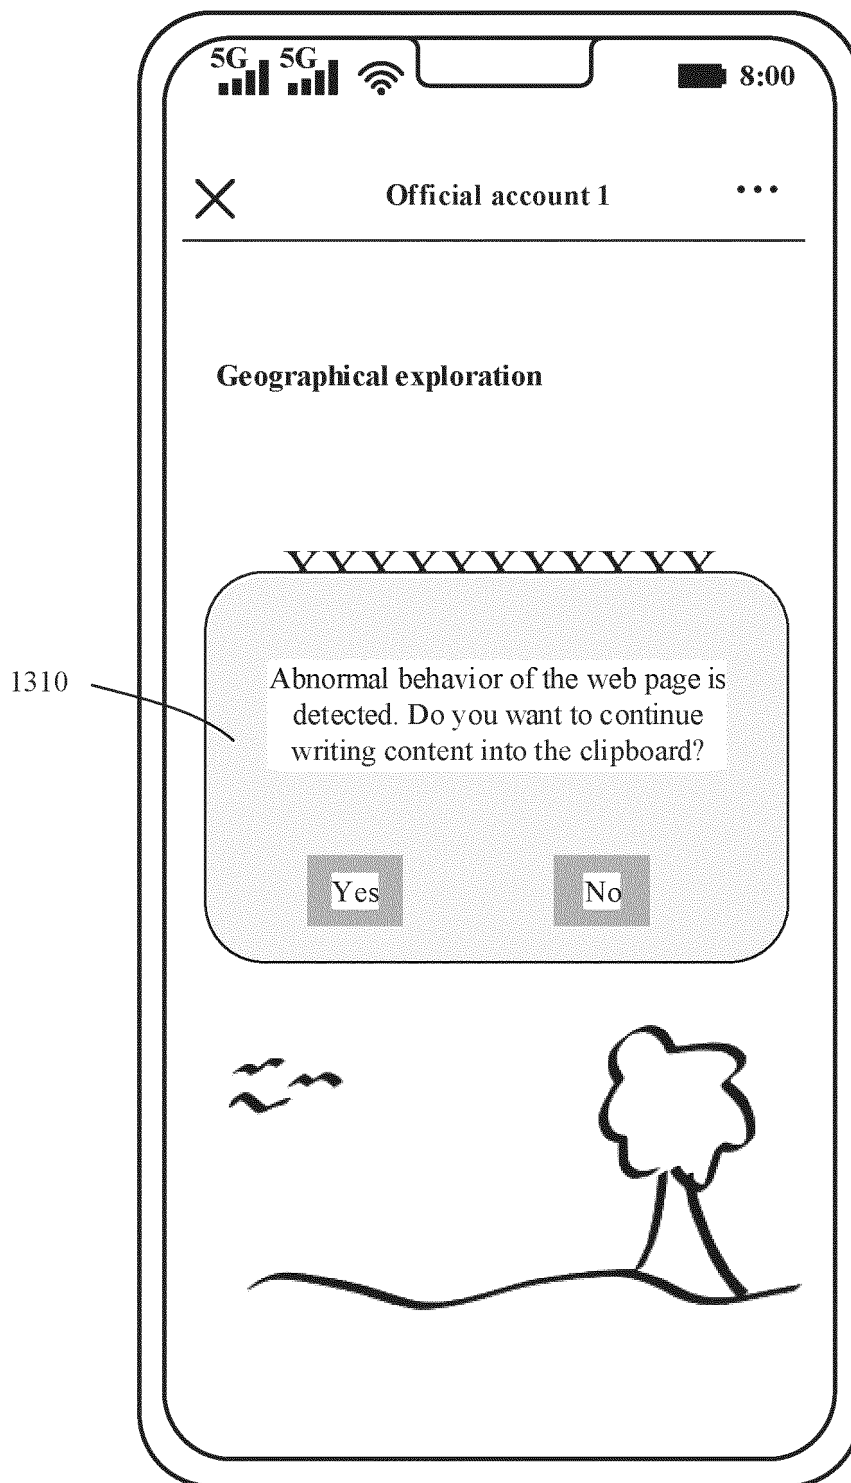 5G 5G 8:00
Official account 1
Geographical exploration
1310
Abnormal behavior of the web page is
detected. Do you want to continue
writing content into the clipboard?
Yes No